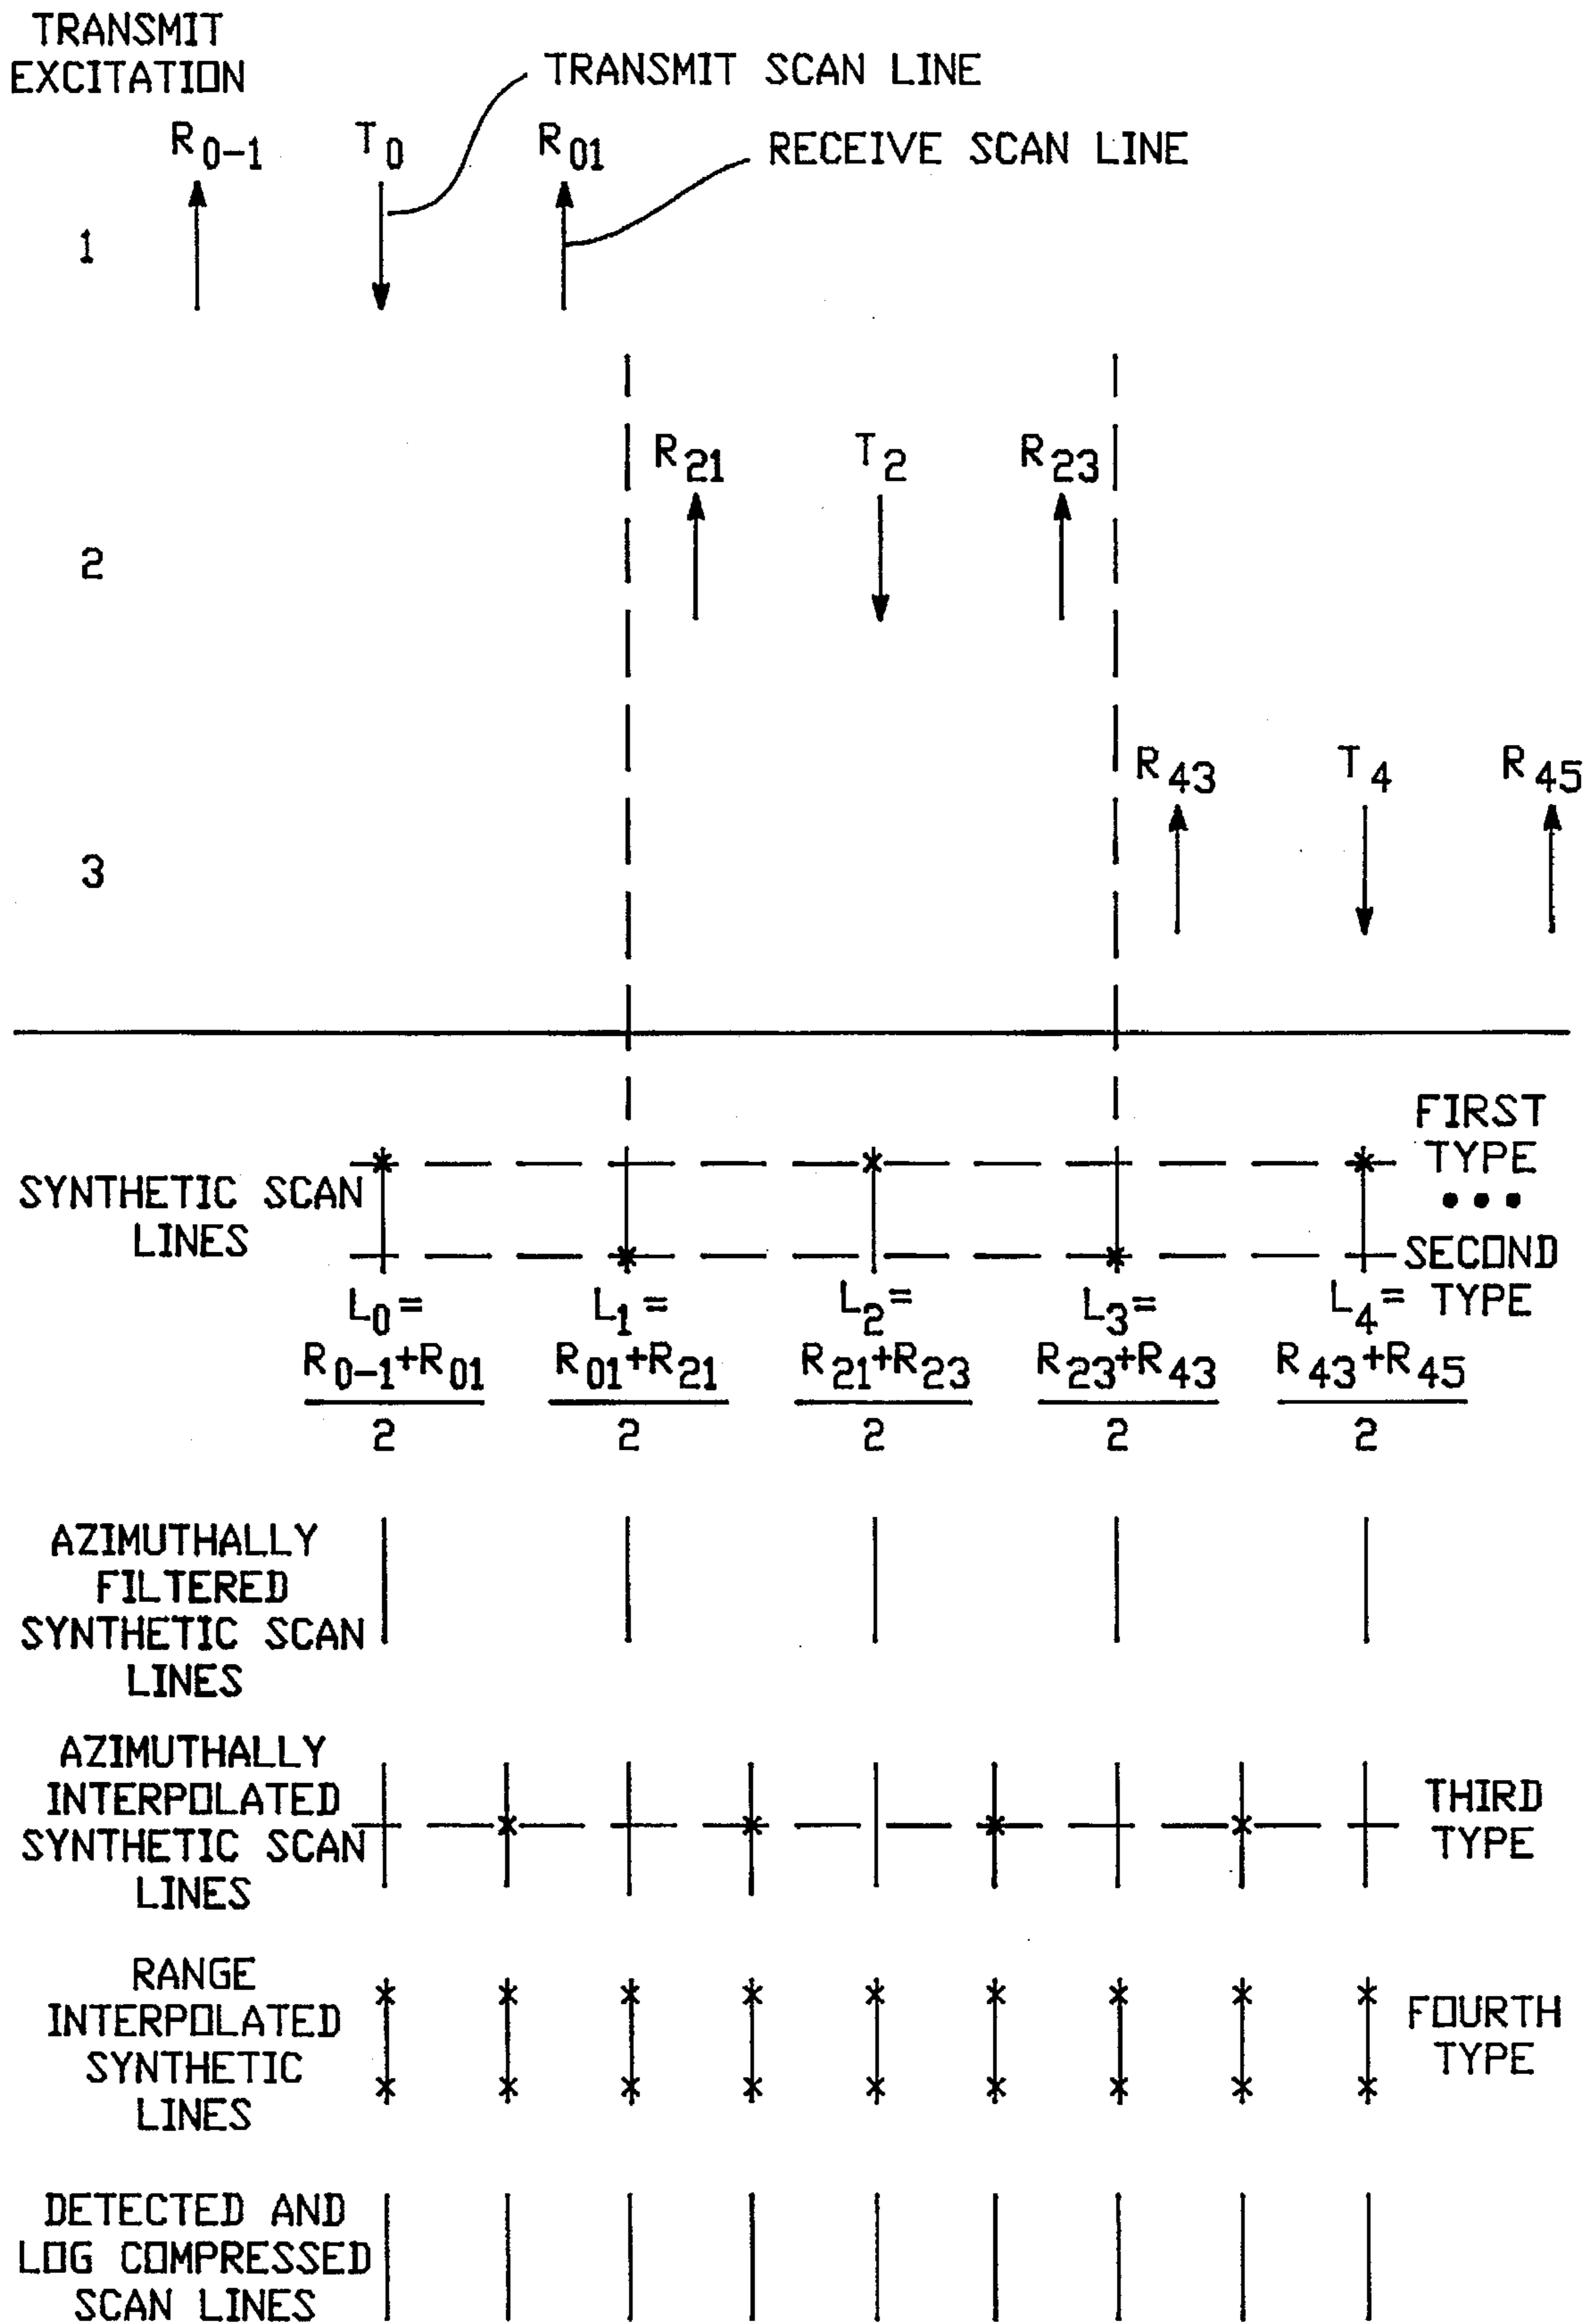 TRANSMIT
EXCITATION
TRANSMIT SCAN LINE
R0-1 T0 R01
RECEIVE SCAN LINE
1
R21 T2 R23
2
R43 T4 R45
3
SYNTHETIC SCAN
LINES
FIRST
TYPE
•••
SECOND
TYPE
L0= L1= L2= L3= L4=
R0-1+R01 R01+R21 R21+R23 R23+R43 R43+R45
2 2 2 2 2
AZIMUTHALLY
FILTERED
SYNTHETIC SCAN
LINES
AZIMUTHALLY
INTERPOLATED
SYNTHETIC SCAN
LINES
THIRD
TYPE
RANGE
INTERPOLATED
SYNTHETIC
LINES
FOURTH
TYPE
DETECTED AND
LOG COMPRESSED
SCAN LINES